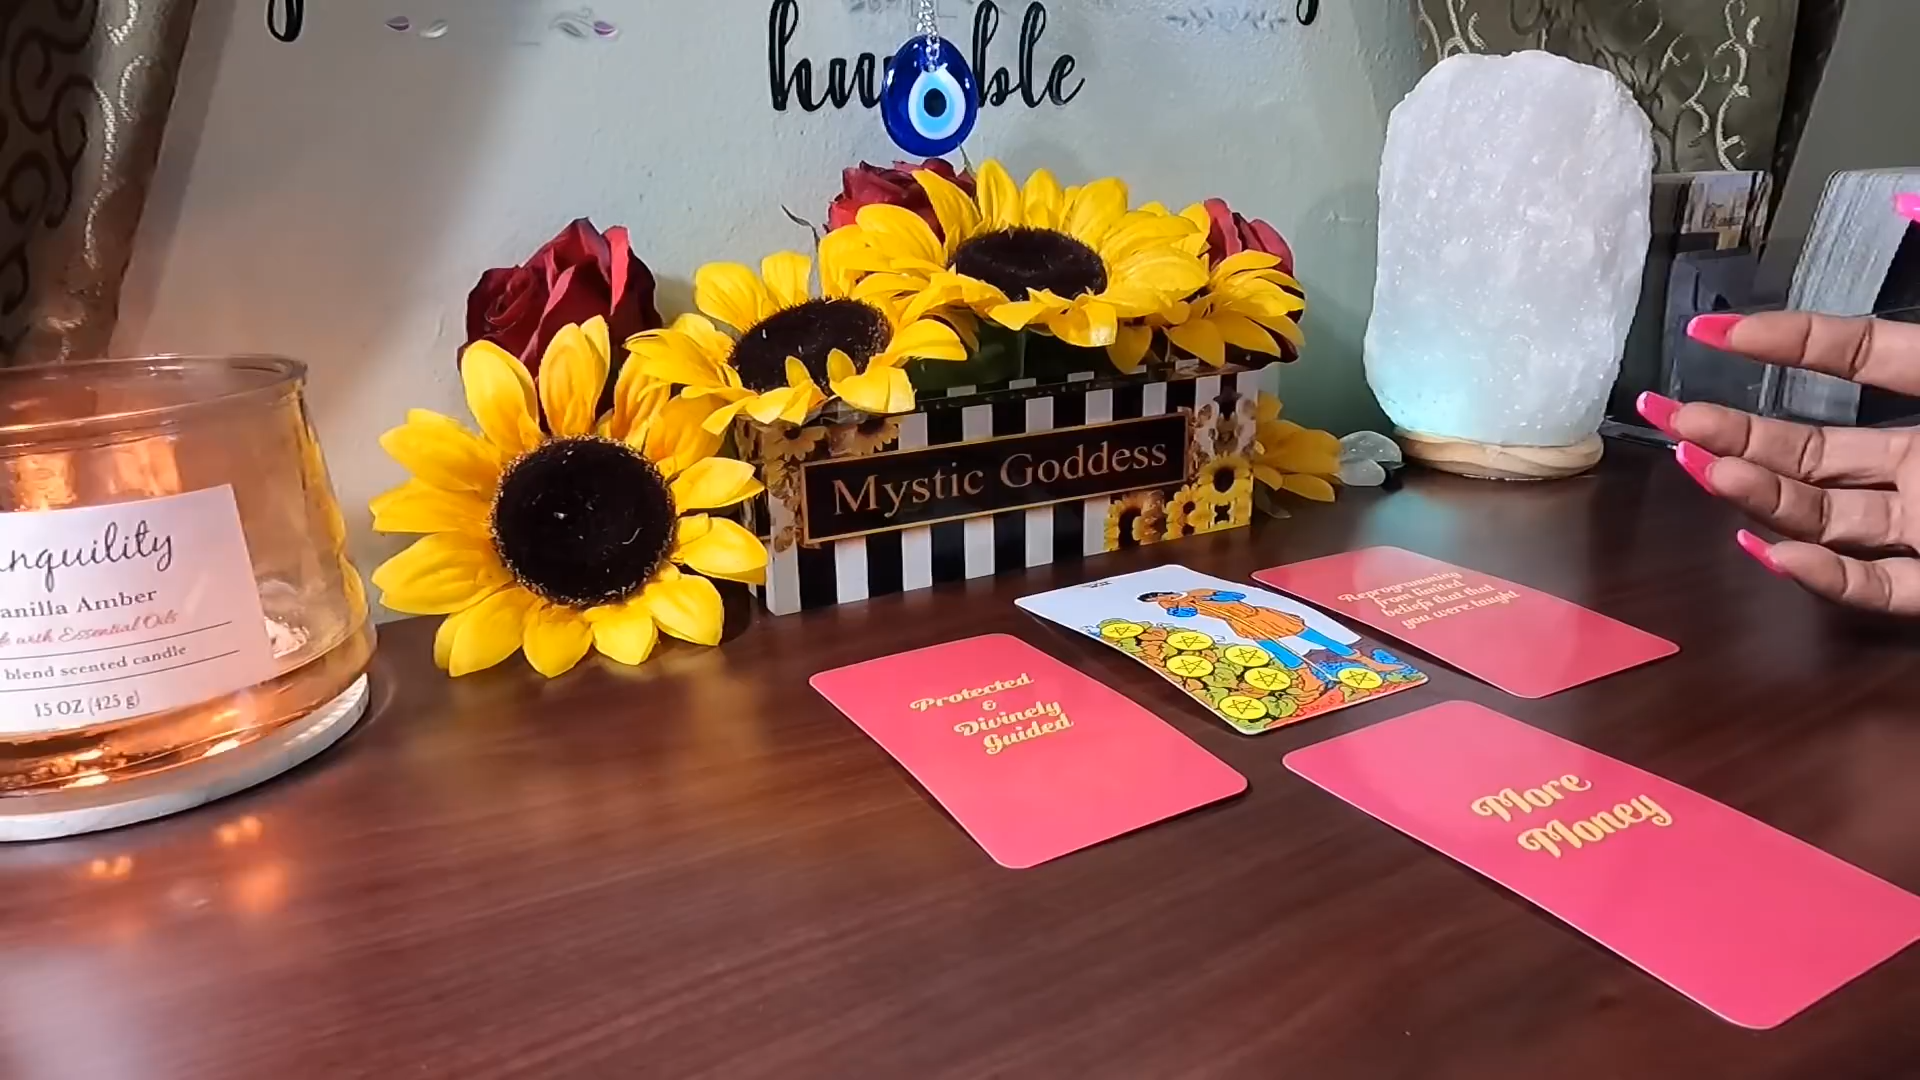 humble
Mystic Goddess
nquility
anilla Amber
with Essential Oils
blend scented candle
15 OZ (425 g)
Protected
&
Divinely
Guided
Reprogramming
from limited
beliefs that that
you were taught
More
Money